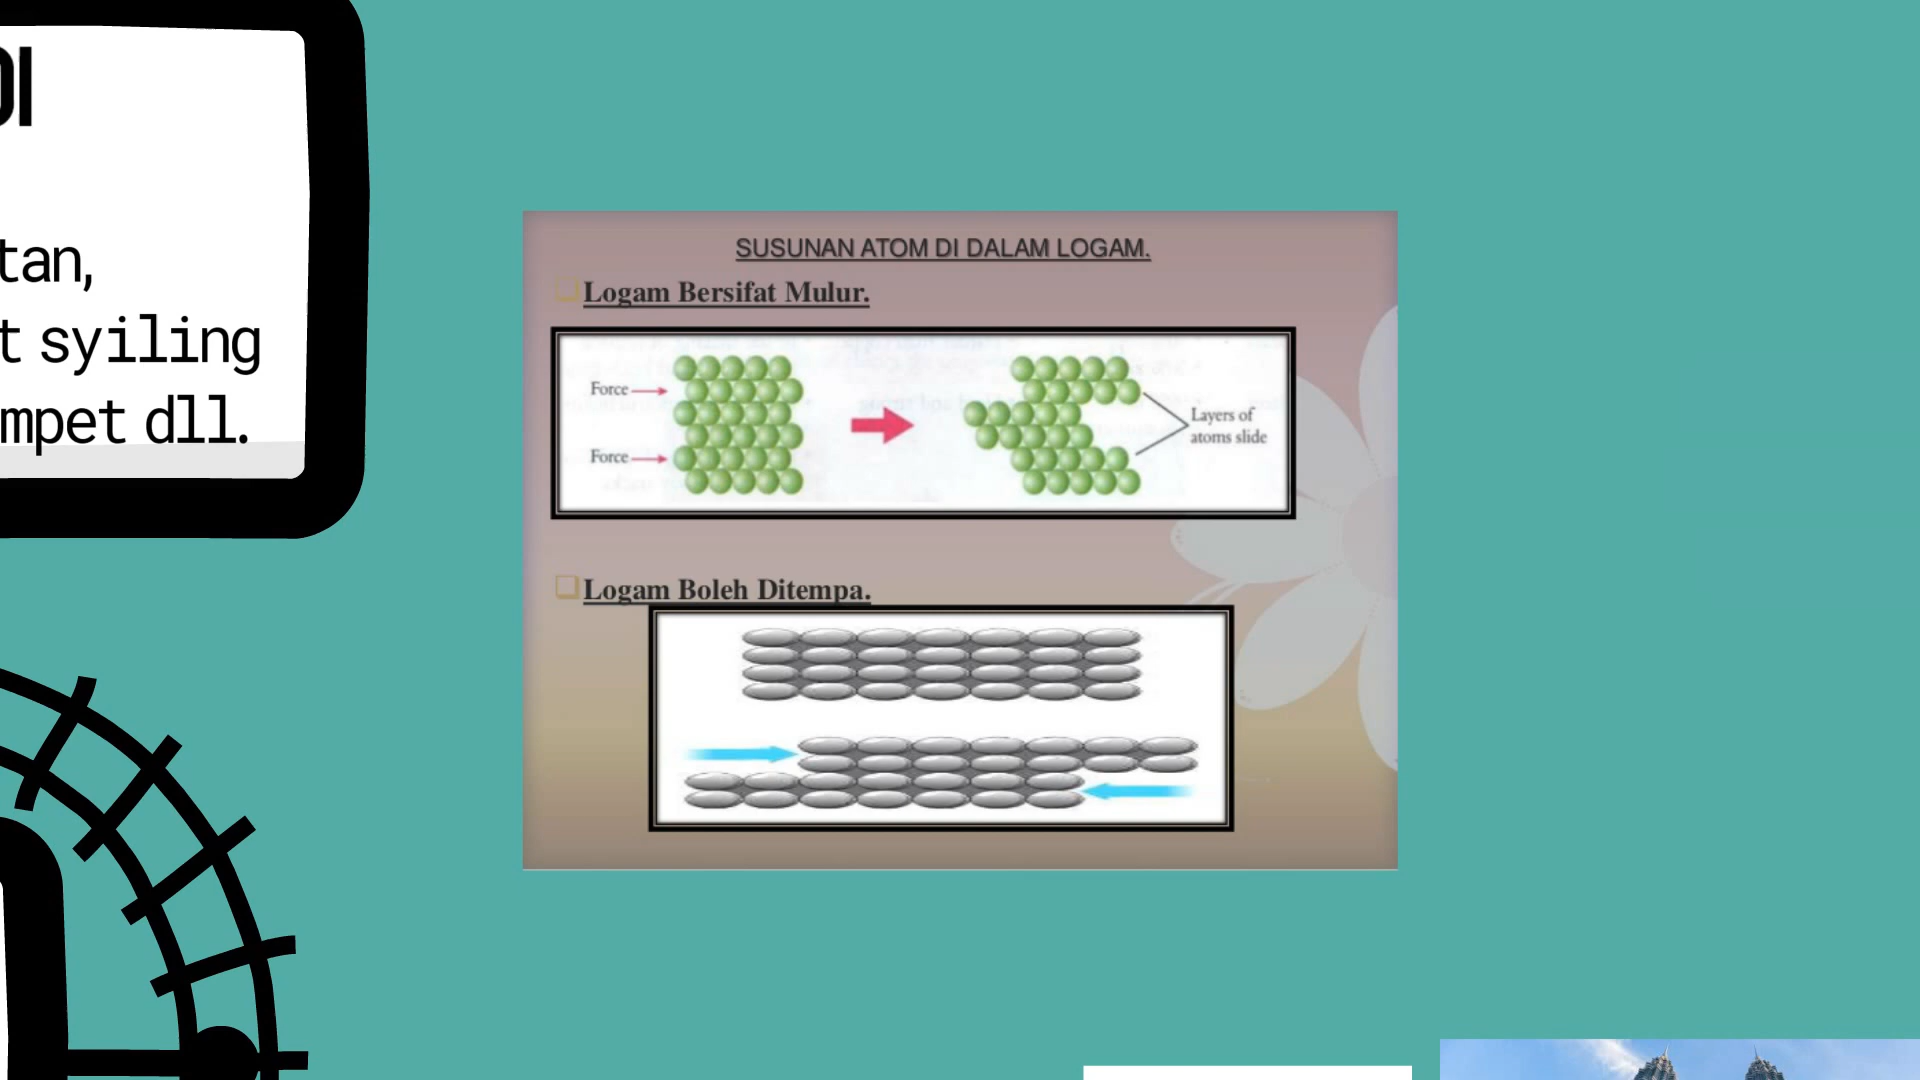 DI
tan,
t syiling
mpet dll.
SUSUNAN ATOM DI DALAM LOGAM.
Logam Bersifat Mulur.
Force
Force
Layers of
atoms slide
Logam Boleh Ditempa.